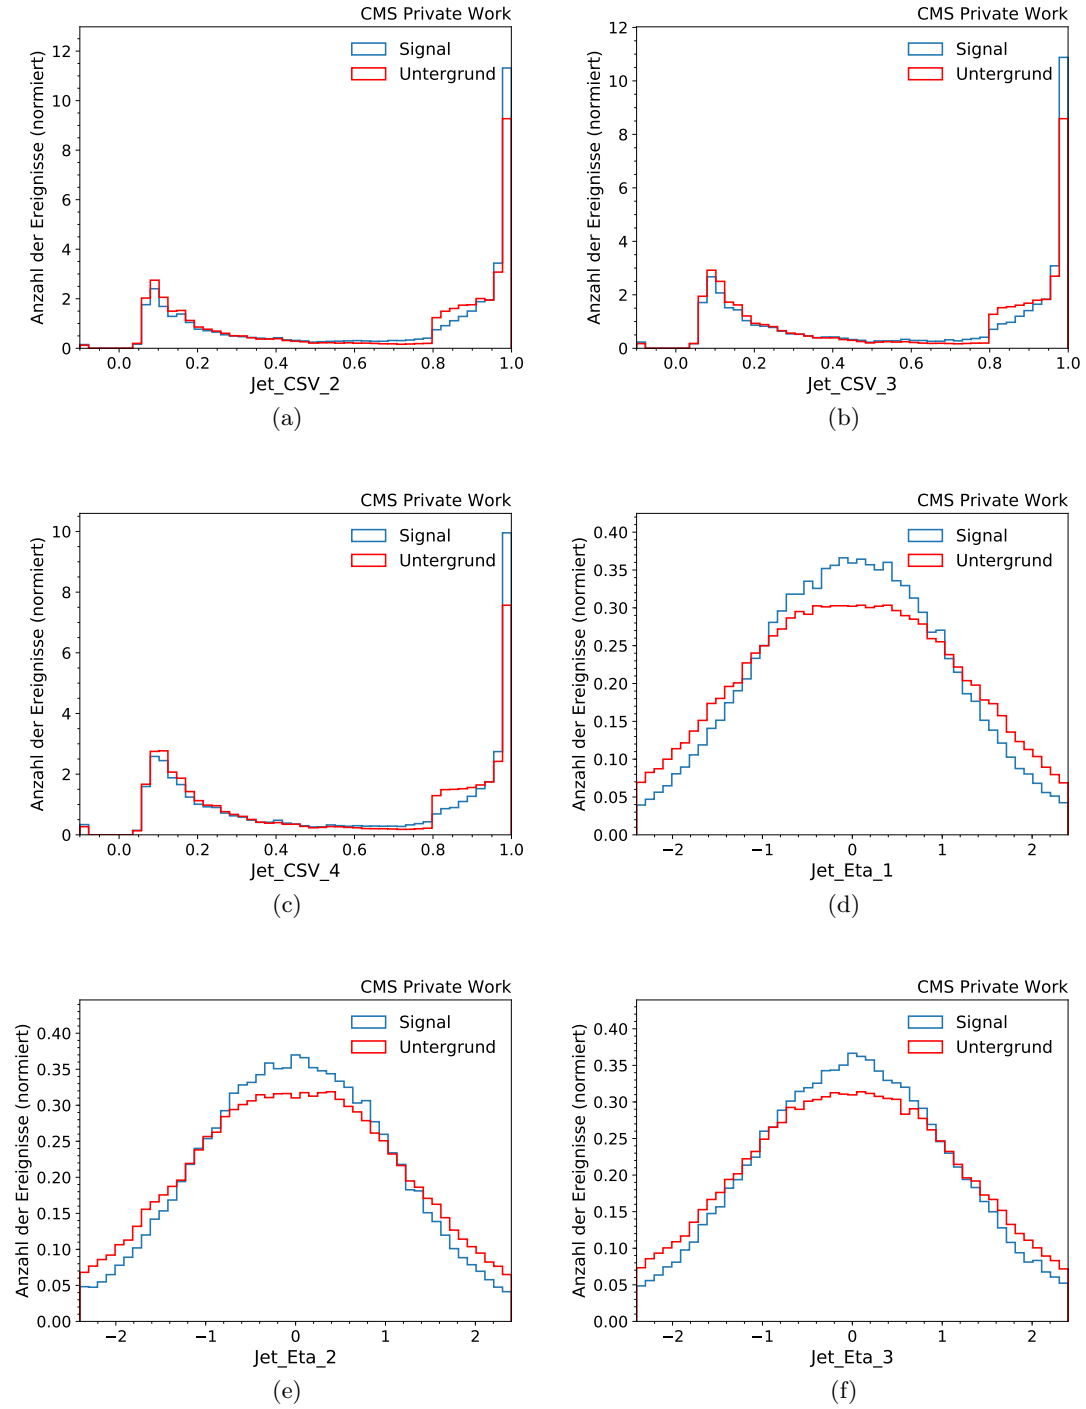 CMS Private Work
Anzahl der Ereignisse (normiert)
12
10
8
6
4
2
0
Signal
Untergrund
0.0 0.2 0.4 0.6 0.8 1.0
Jet_CSV_2
(a)
CMS Private Work
Anzahl der Ereignisse (normiert)
12
10
8
6
4
2
0
Signal
Untergrund
0.0 0.2 0.4 0.6 0.8 1.0
Jet_CSV_3
(b)
CMS Private Work
Anzahl der Ereignisse (normiert)
10
8
6
4
2
0
Signal
Untergrund
0.0 0.2 0.4 0.6 0.8 1.0
Jet_CSV_4
(c)
CMS Private Work
Anzahl der Ereignisse (normiert)
0.40
0.35
0.30
0.25
0.20
0.15
0.10
0.05
0.00
Signal
Untergrund
−2 −1 0 1 2
Jet_Eta_1
(d)
CMS Private Work
Anzahl der Ereignisse (normiert)
0.40
0.35
0.30
0.25
0.20
0.15
0.10
0.05
0.00
Signal
Untergrund
−2 −1 0 1 2
Jet_Eta_2
(e)
CMS Private Work
Anzahl der Ereignisse (normiert)
0.40
0.35
0.30
0.25
0.20
0.15
0.10
0.05
0.00
Signal
Untergrund
−2 −1 0 1 2
Jet_Eta_3
(f)